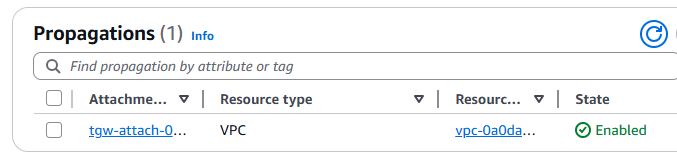 Propagations (1) Info
Find propagation by attribute or tag
Attachme... Resource type Resourc... State
tgw-attach-0... VPC vpc-0a0da... Enabled